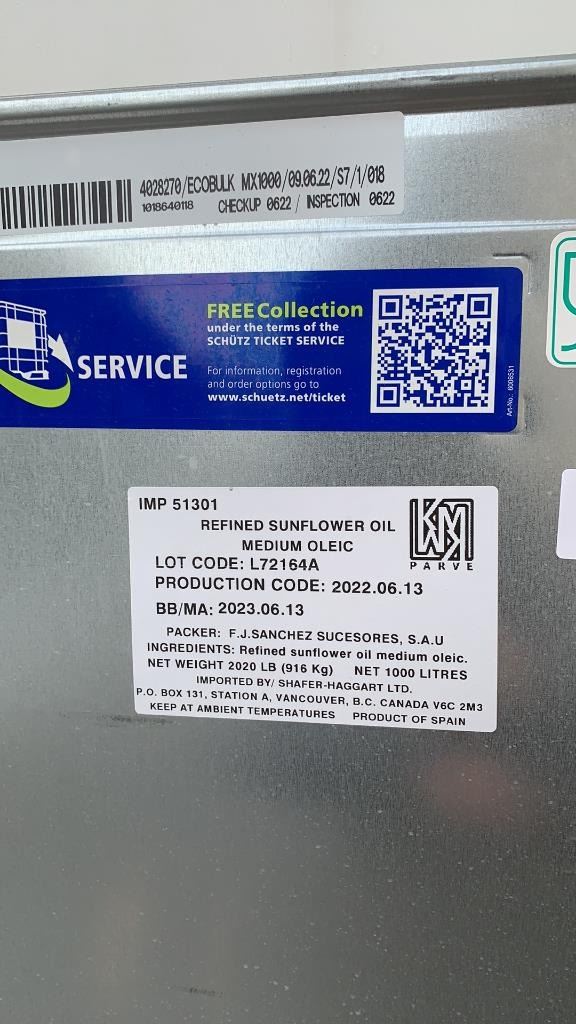 4028270/ECOBULK MX1000/09.06.22/S7/1/018
1018640118 CHECKUP 0622 / INSPECTION 0622
SERVICE
FREE Collection
under the terms of the
SCHÜTZ TICKET SERVICE
For information, registration
and order options go to
www.schuetz.net/ticket
Art-No.: 6008631
IMP 51301
REFINED SUNFLOWER OIL
MEDIUM OLEIC
KMK
PARVE
LOT CODE: L72164A
PRODUCTION CODE: 2022.06.13
BB/MA: 2023.06.13
PACKER: F.J.SANCHEZ SUCESORES, S.A.U
INGREDIENTS: Refined sunflower oil medium oleic.
NET WEIGHT 2020 LB (916 Kg) NET 1000 LITRES
IMPORTED BY/ SHAFER-HAGGART LTD.
P.O. BOX 131, STATION A, VANCOUVER, B.C. CANADA V6C 2M3
KEEP AT AMBIENT TEMPERATURES PRODUCT OF SPAIN